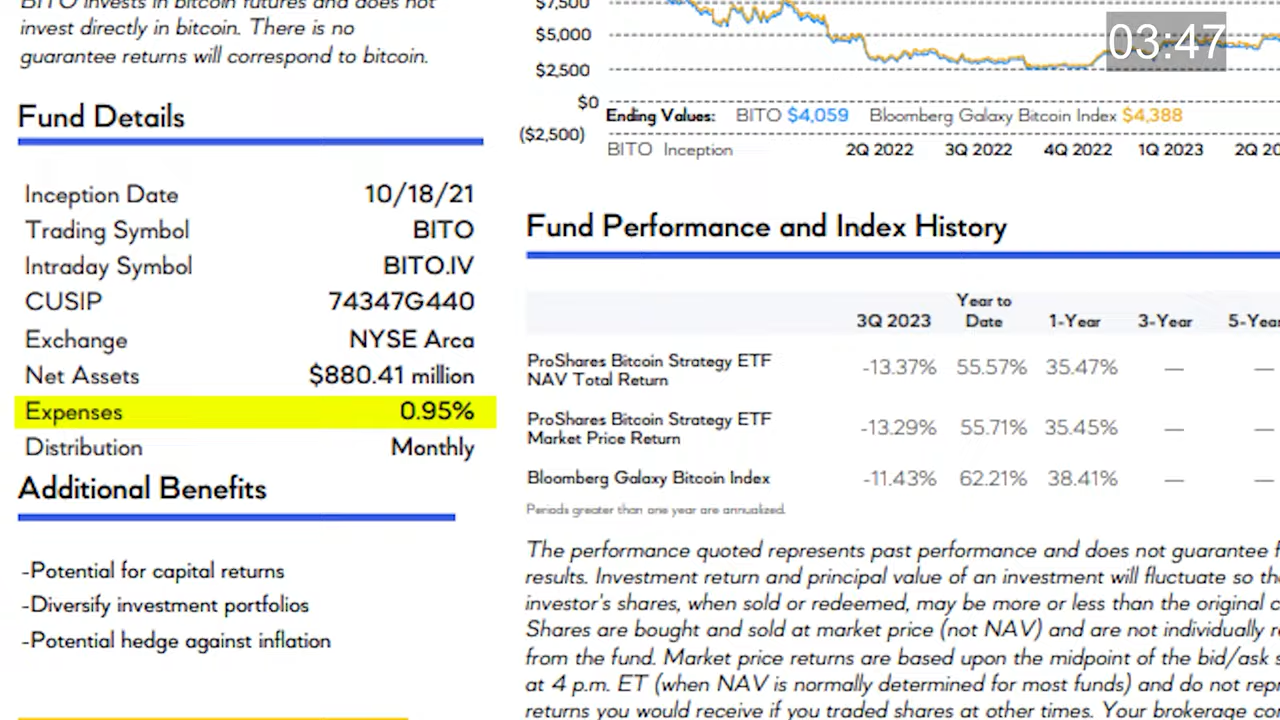 BITO invests in bitcoin futures and does not
invest directly in bitcoin. There is no
guarantee returns will correspond to bitcoin.
Fund Details
Inception Date 10/18/21
Trading Symbol BITO
Intraday Symbol BITO.IV
CUSIP 74347G440
Exchange NYSE Arca
Net Assets $880.41 million
Expenses 0.95%
Distribution Monthly
Additional Benefits
-Potential for capital returns
-Diversify investment portfolios
-Potential hedge against inflation
$7,500
$5,000
$2,500
$0
($2,500)
03:47
Ending Values: BITO $4,059 Bloomberg Galaxy Bitcoin Index $4,388
BITO Inception 2Q 2022 3Q 2022 4Q 2022 1Q 2023 2Q 20
Fund Performance and Index History
3Q 2023 Year to Date 1-Year 3-Year 5-Year
ProShares Bitcoin Strategy ETF
NAV Total Return -13.37% 55.57% 35.47% — —
ProShares Bitcoin Strategy ETF
Market Price Return -13.29% 55.71% 35.45% — —
Bloomberg Galaxy Bitcoin Index -11.43% 62.21% 38.41% — —
Periods greater than one year are annualized.
The performance quoted represents past performance and does not guarantee
results. Investment return and principal value of an investment will fluctuate so
investor's shares, when sold or redeemed, may be more or less than the original
Shares are bought and sold at market price (not NAV) and are not individually
from the fund. Market price returns are based upon the midpoint of the bid/ask
at 4 p.m. ET (when NAV is normally determined for most funds) and do not
returns you would receive if you traded shares at other times. Your brokerage